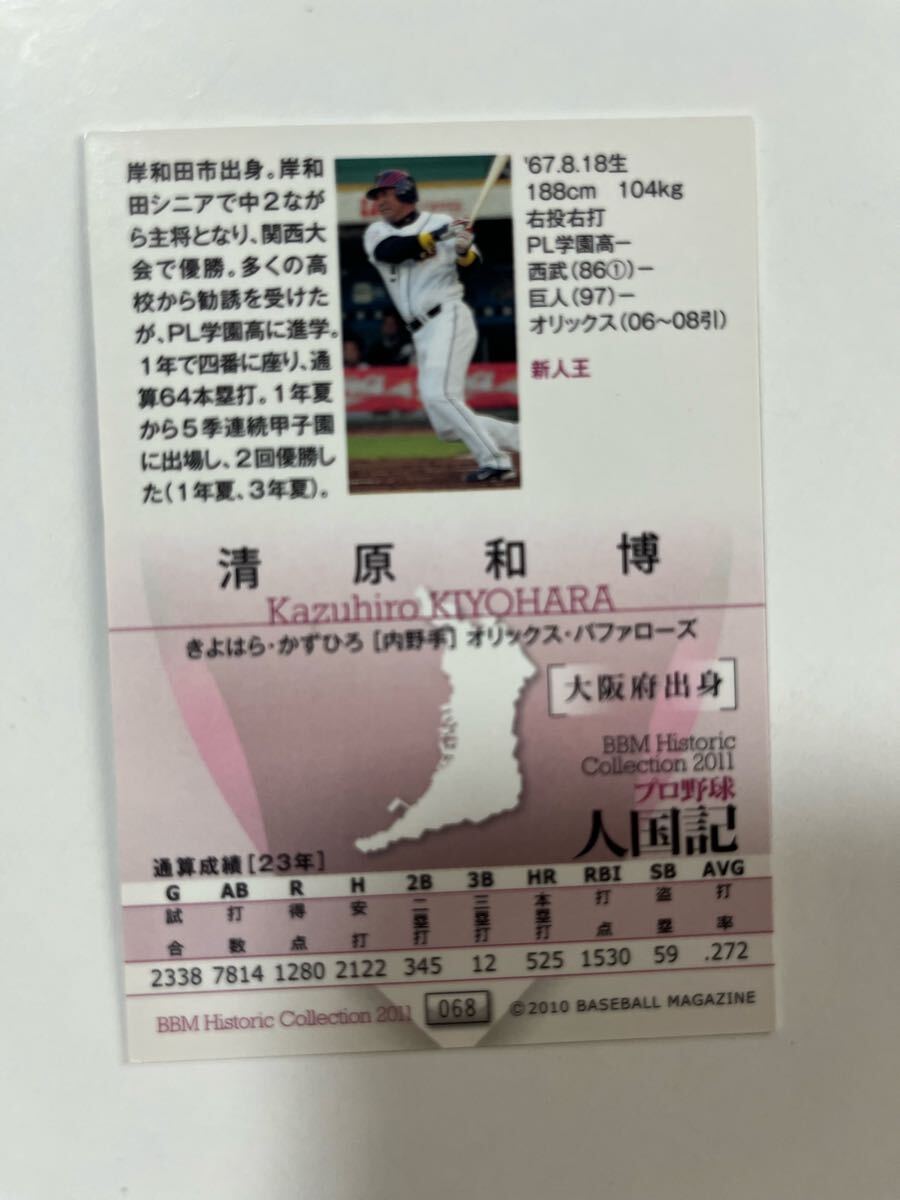 岸和田市出身。岸和
田シニアで中2なが
ら主将となり、関西大
会で優勝。多くの高
校から勧誘を受けた
が、PL学園高に進学。
1年で四番に座り、通
算64本塁打。1年夏
から5季連続甲子園
に出場し、2回優勝し
た(1年夏、3年夏)。
'67.8.18生
188cm 104kg
右投右打
PL学園高ー
西武(86①)ー
巨人(97)ー
オリックス(06〜08引)
新人王
清原和博
Kazuhiro KIYOHARA
きよはら・かずひろ[内野手]オリックス・バファローズ
[大阪府出身]
BBM Historic
Collection 2011
プロ野球
人国記
通算成績[23年]
G AB R H 2B 3B HR RBI SB AVG
試合 打数 得点 安打 二塁打 三塁打 本塁打 打点 盗塁 打率
2338 7814 1280 2122 345 12 525 1530 59 .272
BBM Historic Collection 2011 068 ©2010 BASEBALL MAGAZINE